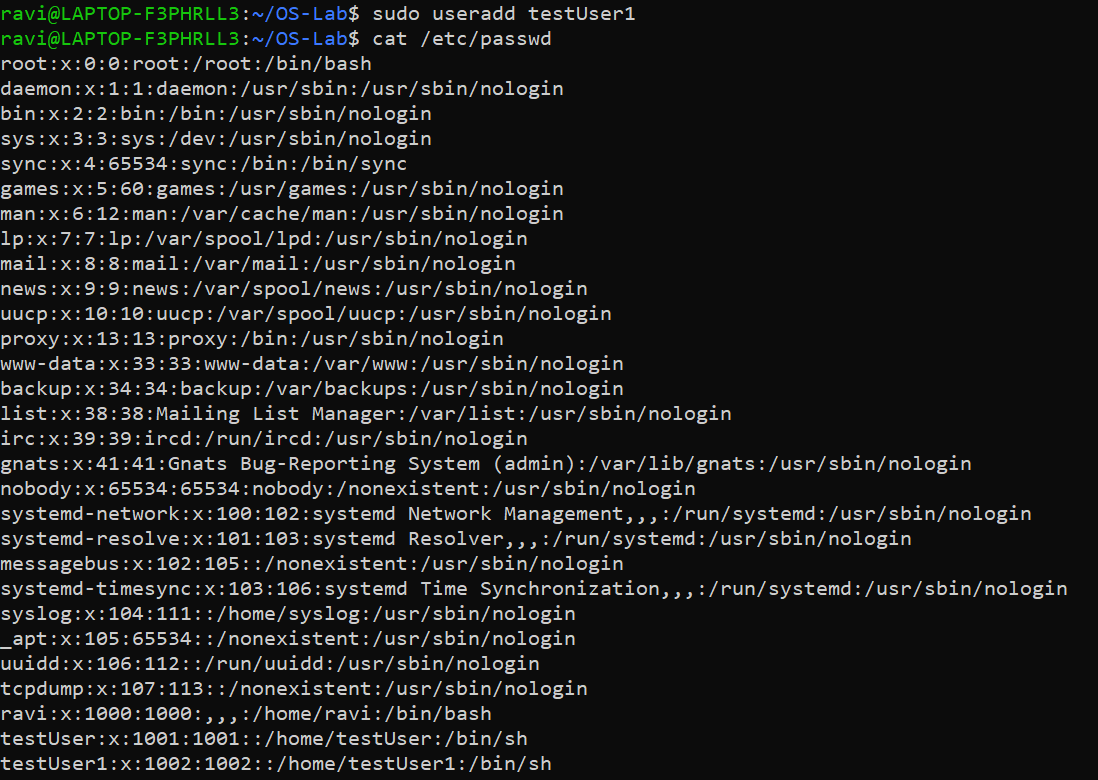 ravi@LAPTOP-F3PHRLL3:~/OS-Lab$ sudo useradd testUser1
ravi@LAPTOP-F3PHRLL3:~/OS-Lab$ cat /etc/passwd
root:x:0:0:root:/root:/bin/bash
daemon:x:1:1:daemon:/usr/sbin:/usr/sbin/nologin
bin:x:2:2:bin:/bin:/usr/sbin/nologin
sys:x:3:3:sys:/dev:/usr/sbin/nologin
sync:x:4:65534:sync:/bin:/bin/sync
games:x:5:60:games:/usr/games:/usr/sbin/nologin
man:x:6:12:man:/var/cache/man:/usr/sbin/nologin
lp:x:7:7:lp:/var/spool/lpd:/usr/sbin/nologin
mail:x:8:8:mail:/var/mail:/usr/sbin/nologin
news:x:9:9:news:/var/spool/news:/usr/sbin/nologin
uucp:x:10:10:uucp:/var/spool/uucp:/usr/sbin/nologin
proxy:x:13:13:proxy:/bin:/usr/sbin/nologin
www-data:x:33:33:www-data:/var/www:/usr/sbin/nologin
backup:x:34:34:backup:/var/backups:/usr/sbin/nologin
list:x:38:38:Mailing List Manager:/var/list:/usr/sbin/nologin
irc:x:39:39:ircd:/run/ircd:/usr/sbin/nologin
gnats:x:41:41:Gnats Bug-Reporting System (admin):/var/lib/gnats:/usr/sbin/nologin
nobody:x:65534:65534:nobody:/nonexistent:/usr/sbin/nologin
systemd-network:x:100:102:systemd Network Management,,,:/run/systemd:/usr/sbin/nologin
systemd-resolve:x:101:103:systemd Resolver,,,:/run/systemd:/usr/sbin/nologin
messagebus:x:102:105::/nonexistent:/usr/sbin/nologin
systemd-timesync:x:103:106:systemd Time Synchronization,,,:/run/systemd:/usr/sbin/nologin
syslog:x:104:111::/home/syslog:/usr/sbin/nologin
_apt:x:105:65534::/nonexistent:/usr/sbin/nologin
uuidd:x:106:112::/run/uuidd:/usr/sbin/nologin
tcpdump:x:107:113::/nonexistent:/usr/sbin/nologin
ravi:x:1000:1000:,,,:/home/ravi:/bin/bash
testUser:x:1001:1001::/home/testUser:/bin/sh
testUser1:x:1002:1002::/home/testUser1:/bin/sh